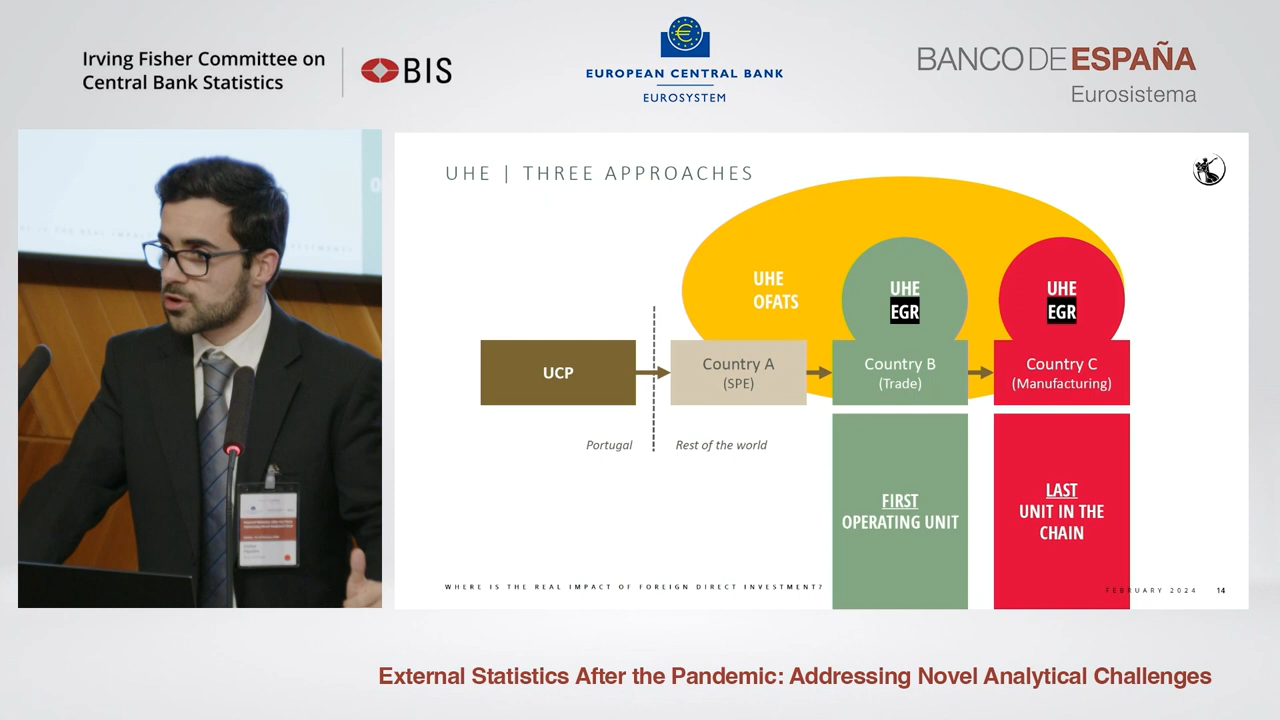 Irving Fisher Committee on
Central Bank Statistics
BIS
EUROPEAN CENTRAL BANK
EUROSYSTEM
BANCO DE ESPAÑA
Eurosistema
UHE | THREE APPROACHES
UHE
OFATS
UHE
EGR
UHE
EGR
UCP
Country A
(SPE)
Country B
(Trade)
Country C
(Manufacturing)
Portugal
Rest of the world
FIRST
OPERATING UNIT
LAST
UNIT IN THE
CHAIN
WHERE IS THE REAL IMPACT OF FOREIGN DIRECT INVESTMENT?
FEBRUARY 2024
14
External Statistics After the Pandemic: Addressing Novel Analytical Challenges